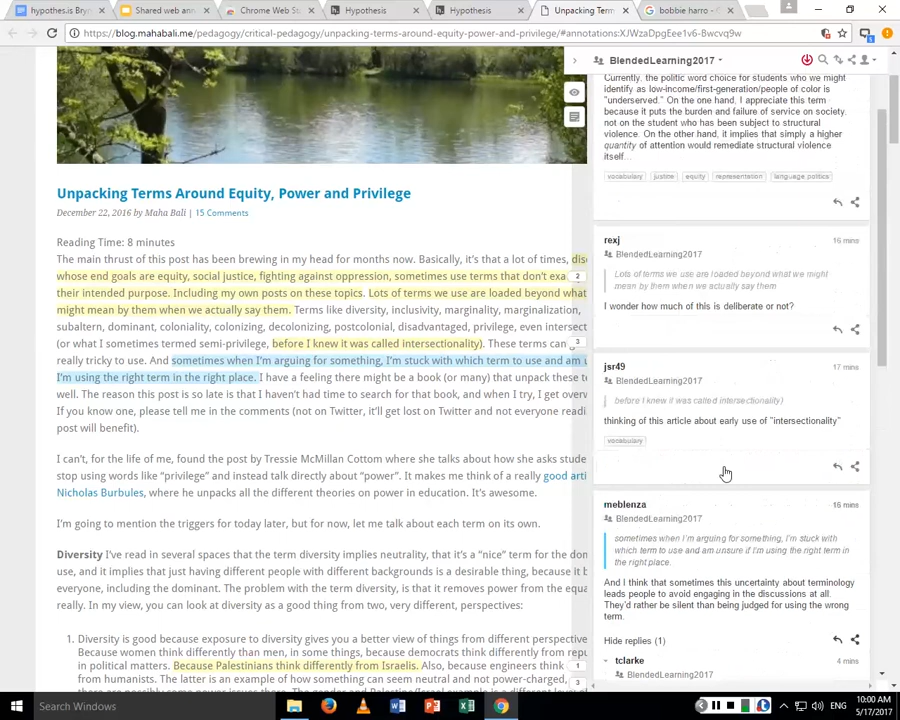 hypothes.is Bryn
Shared web ann
Chrome Web St
Hypothesis
Hypothesis
Unpacking Term
bobbie harro - G
https://blog.mahabali.me/pedagogy/critical-pedagogy/unpacking-terms-around-equity-power-and-privilege/#annotations:XJWzaDpgEee1v6-Bwcvq9w
Unpacking Terms Around Equity, Power and Privilege
December 22, 2016 by Maha Bali | 15 Comments
Reading Time: 8 minutes
The main thrust of this post has been brewing in my head for months now. Basically, it's that a lot of times, disc
whose end goals are equity, social justice, fighting against oppression, sometimes use terms that don't exa
2
their intended purpose. Including my own posts on these topics. Lots of terms we use are loaded beyond what
might mean by them when we actually say them. Terms like diversity, inclusivity, marginality, marginalization,
subaltern, dominant, coloniality, colonizing, decolonizing, postcolonial, disadvantaged, privilege, even intersect
(or what I sometimes termed semi-privilege, before I knew it was called intersectionality). These terms can
3
really tricky to use. And sometimes when I'm arguing for something, I'm stuck with which term to use and am u
I'm using the right term in the right place. I have a feeling there might be a book (or many) that unpack these te
well. The reason this post is so late is that I haven't had time to search for that book, and when I try, I get over
If you know one, please tell me in the comments (not on Twitter, it'll get lost on Twitter and not everyone readi
post will benefit).
I can't, for the life of me, found the post by Tressie McMillan Cottom where she talks about how she asks stude
stop using words like "privilege" and instead talk directly about "power". It makes me think of a really good arti
Nicholas Burbules, where he unpacks all the different theories on power in education. It's awesome.
I'm going to mention the triggers for today later, but for now, let me talk about each term on its own.
Diversity I've read in several spaces that the term diversity implies neutrality, that it's a "nice" term for the dom
use, and it implies that just having different people with different backgrounds is a desirable thing, because it b
everyone, including the dominant. The problem with the term diversity, is that it removes power from the equa
really. In my view, you can look at diversity as a good thing from two, very different, perspectives:
1. Diversity is good because exposure to diversity gives you a better view of things from different perspective
Because women think differently than men, in some things, because democrats think differently from repub
in political matters. Because Palestinians think differently from Israelis. Also, because engineers think
1
from humanists. The latter is an example of how something can seem neutral and not power-charged,
3
BlendedLearning2017
Currently, the politic word choice for students who we might
identify as low-income/first-generation/people of color is
"underserved." On the one hand, I appreciate this term
because it puts the burden and failure of service on society,
not on the student who has been subject to structural
violence. On the other hand, it implies that simply a higher
quantity of attention would remediate structural violence
itself...
vocabulary justice equity representation language politics
rexj 16 mins
BlendedLearning2017
Lots of terms we use are loaded beyond what we might
mean by them when we actually say them
I wonder how much of this is deliberate or not?
jsr49 17 mins
BlendedLearning2017
before I knew it was called intersectionality)
thinking of this article about early use of "intersectionality"
vocabulary
meblenza 16 mins
BlendedLearning2017
sometimes when I'm arguing for something, I'm stuck with
which term to use and am unsure if I'm using the right term in
the right place.
And I think that sometimes this uncertainty about terminology
leads people to avoid engaging in the discussions at all.
They'd rather be silent than being judged for using the wrong
term.
Hide replies (1)
tclarke 4 mins
BlendedLearning2017
Search Windows
ENG
10:00 AM
5/17/2017